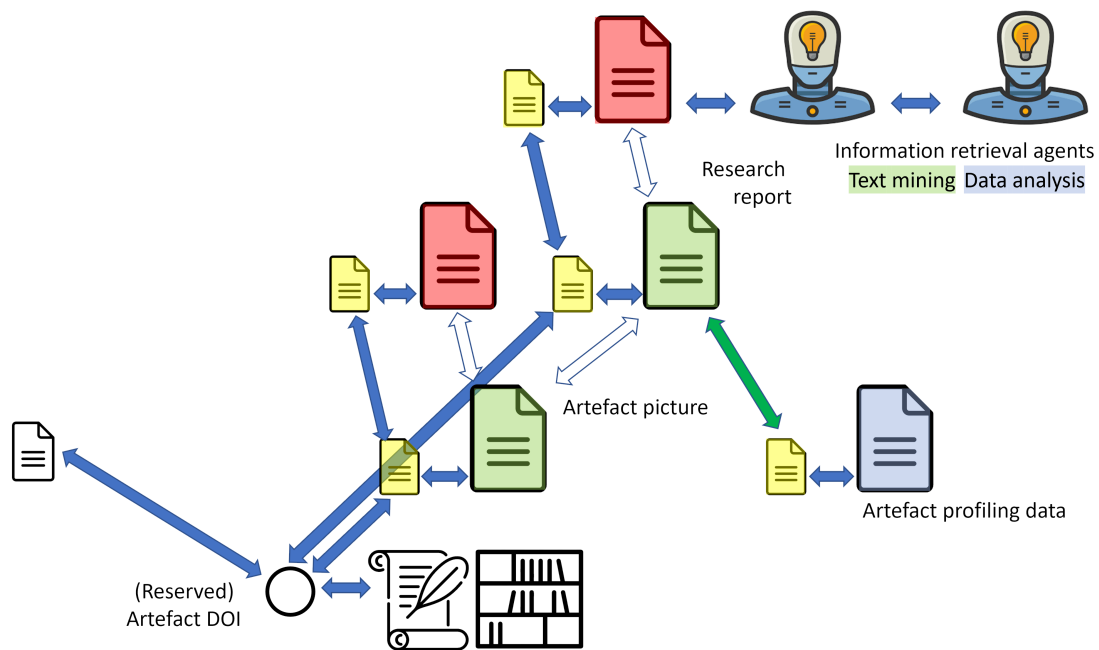 Information retrieval agents
Text mining Data analysis
Research
report
Artefact picture
Artefact profiling data
(Reserved)
Artefact DOI